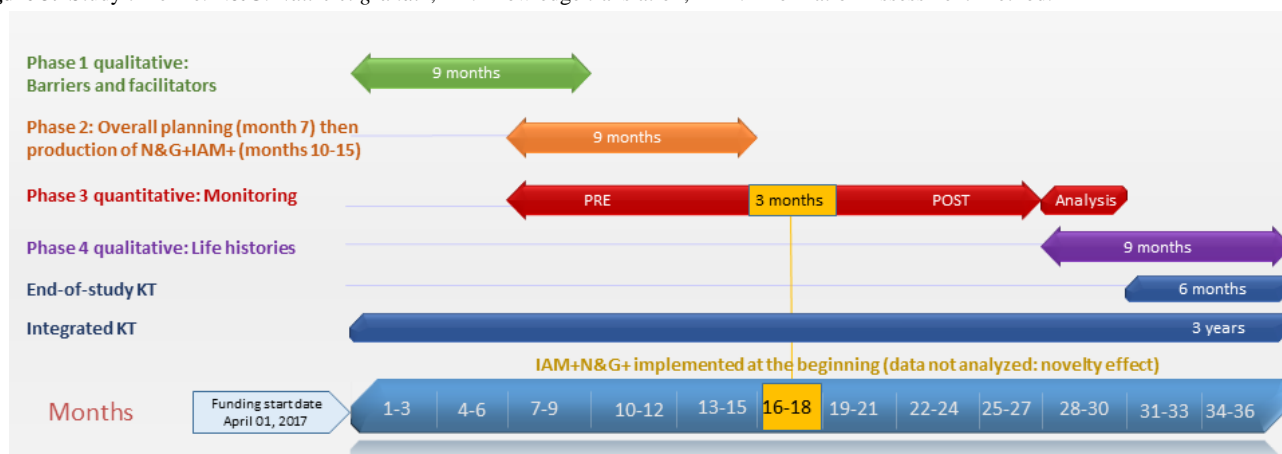 Phase 1 qualitative:
Barriers and facilitators
9 months
Phase 2: Overall planning (month 7) then
production of N&G+IAM+ (months 10-15)
9 months
Phase 3 quantitative: Monitoring
PRE
3 months
POST
Analysis
Phase 4 qualitative: Life histories
9 months
End-of-study KT
6 months
Integrated KT
3 years
IAM+N&G+ implemented at the beginning (data not analyzed: novelty effect)
Months
Funding start date
April 01, 2017
1-3
4-6
7-9
10-12
13-15
16-18
19-21
22-24
25-27
28-30
31-33
34-36